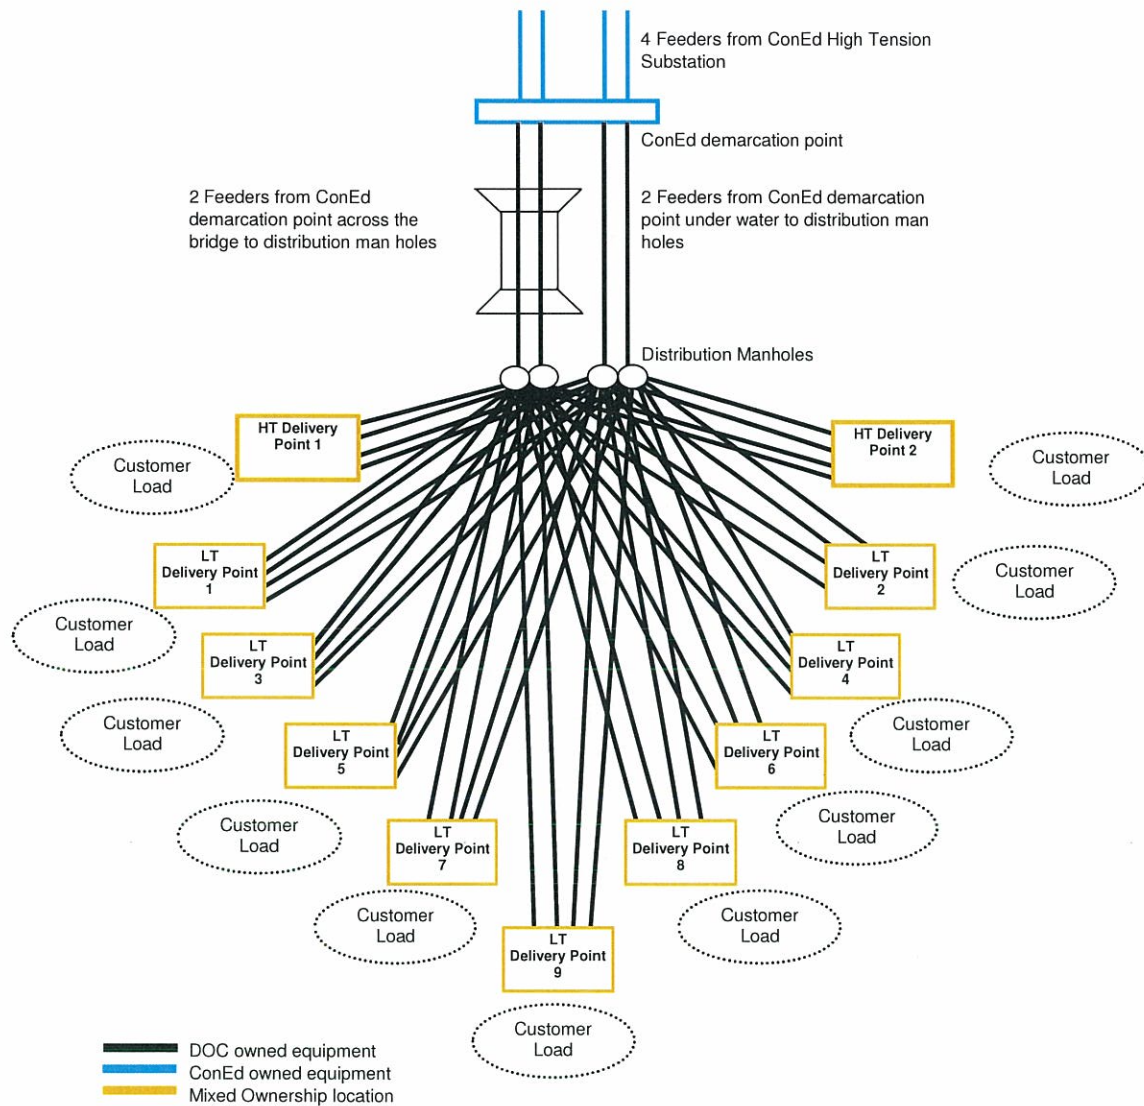 4 Feeders from ConEd High Tension
Substation
ConEd demarcation point
2 Feeders from ConEd
demarcation point across the
bridge to distribution man holes
2 Feeders from ConEd demarcation
point under water to distribution man
holes
Distribution Manholes
HT Delivery
Point 1
HT Delivery
Point 2
Customer
Load
Customer
Load
LT
Delivery Point
1
LT
Delivery Point
2
Customer
Load
Customer
Load
LT
Delivery Point
3
LT
Delivery Point
4
Customer
Load
Customer
Load
LT
Delivery Point
5
LT
Delivery Point
6
Customer
Load
Customer
Load
LT
Delivery Point
7
LT
Delivery Point
8
Customer
Load
Customer
Load
LT
Delivery Point
9
Customer
Load
DOC owned equipment
ConEd owned equipment
Mixed Ownership location